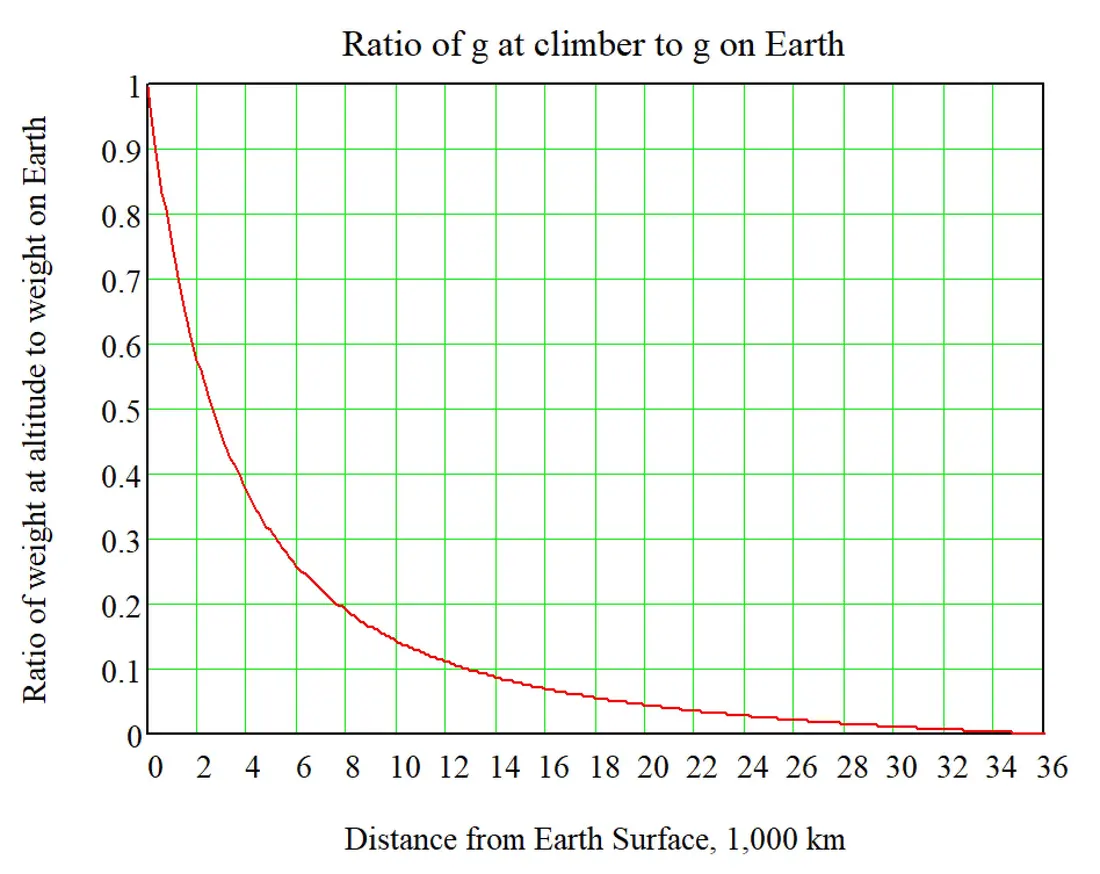 Ratio of g at climber to g on Earth
Ratio of weight at altitude to weight on Earth
1
0.9
0.8
0.7
0.6
0.5
0.4
0.3
0.2
0.1
0
0 2 4 6 8 10 12 14 16 18 20 22 24 26 28 30 32 34 36
Distance from Earth Surface, 1,000 km